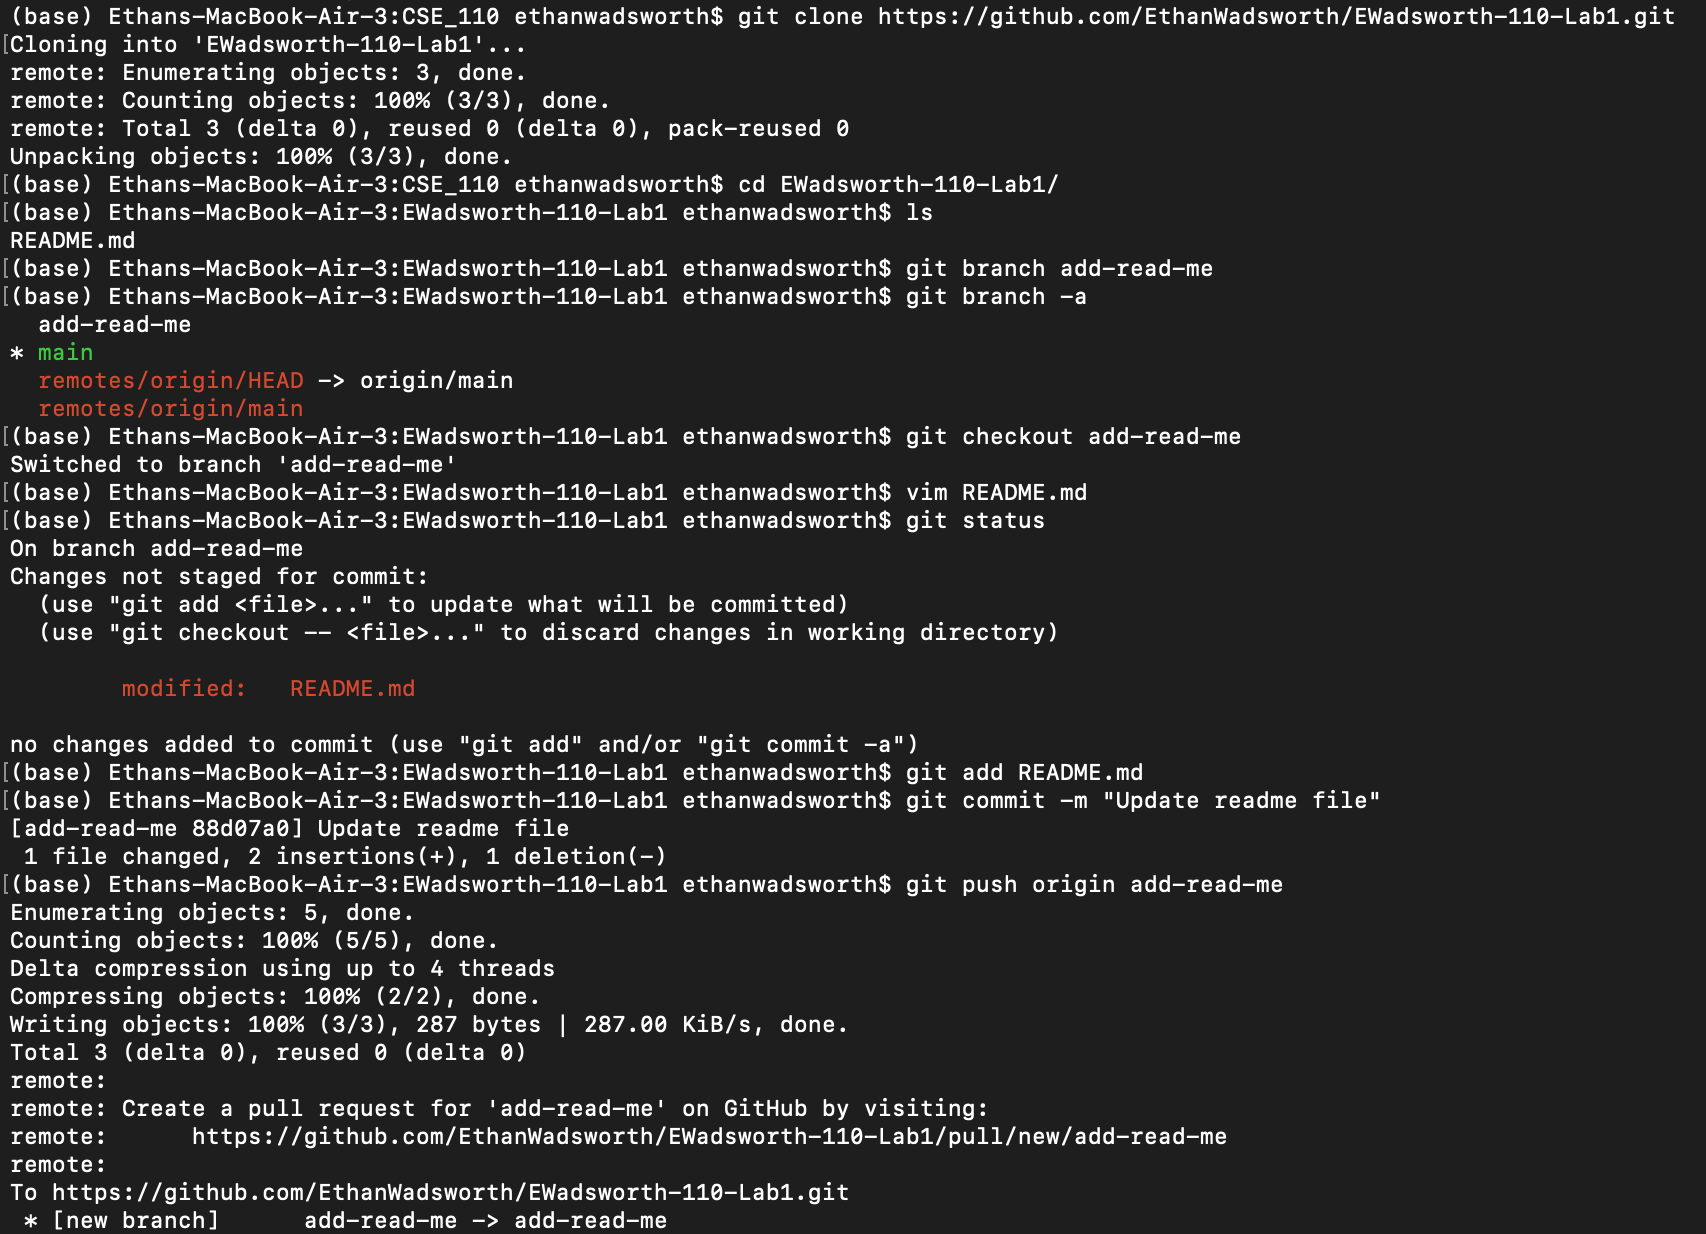 (base) Ethans-MacBook-Air-3:CSE_110 ethanwadsworth$ git clone https://github.com/EthanWadsworth/EWadsworth-110-Lab1.git
[Cloning into 'EWadsworth-110-Lab1'...
remote: Enumerating objects: 3, done.
remote: Counting objects: 100% (3/3), done.
remote: Total 3 (delta 0), reused 0 (delta 0), pack-reused 0
Unpacking objects: 100% (3/3), done.
[(base) Ethans-MacBook-Air-3:CSE_110 ethanwadsworth$ cd EWadsworth-110-Lab1/
[(base) Ethans-MacBook-Air-3:EWadsworth-110-Lab1 ethanwadsworth$ ls
README.md
[(base) Ethans-MacBook-Air-3:EWadsworth-110-Lab1 ethanwadsworth$ git branch add-read-me
[(base) Ethans-MacBook-Air-3:EWadsworth-110-Lab1 ethanwadsworth$ git branch -a
  add-read-me
* main
  remotes/origin/HEAD -> origin/main
  remotes/origin/main
[(base) Ethans-MacBook-Air-3:EWadsworth-110-Lab1 ethanwadsworth$ git checkout add-read-me
Switched to branch 'add-read-me'
[(base) Ethans-MacBook-Air-3:EWadsworth-110-Lab1 ethanwadsworth$ vim README.md
[(base) Ethans-MacBook-Air-3:EWadsworth-110-Lab1 ethanwadsworth$ git status
On branch add-read-me
Changes not staged for commit:
  (use "git add <file>..." to update what will be committed)
  (use "git checkout -- <file>..." to discard changes in working directory)
        modified:   README.md
no changes added to commit (use "git add" and/or "git commit -a")
[(base) Ethans-MacBook-Air-3:EWadsworth-110-Lab1 ethanwadsworth$ git add README.md
[(base) Ethans-MacBook-Air-3:EWadsworth-110-Lab1 ethanwadsworth$ git commit -m "Update readme file"
[add-read-me 88d07a0] Update readme file
 1 file changed, 2 insertions(+), 1 deletion(-)
[(base) Ethans-MacBook-Air-3:EWadsworth-110-Lab1 ethanwadsworth$ git push origin add-read-me
Enumerating objects: 5, done.
Counting objects: 100% (5/5), done.
Delta compression using up to 4 threads
Compressing objects: 100% (2/2), done.
Writing objects: 100% (3/3), 287 bytes | 287.00 KiB/s, done.
Total 3 (delta 0), reused 0 (delta 0)
remote:
remote: Create a pull request for 'add-read-me' on GitHub by visiting:
remote:      https://github.com/EthanWadsworth/EWadsworth-110-Lab1/pull/new/add-read-me
remote:
To https://github.com/EthanWadsworth/EWadsworth-110-Lab1.git
 * [new branch]      add-read-me -> add-read-me